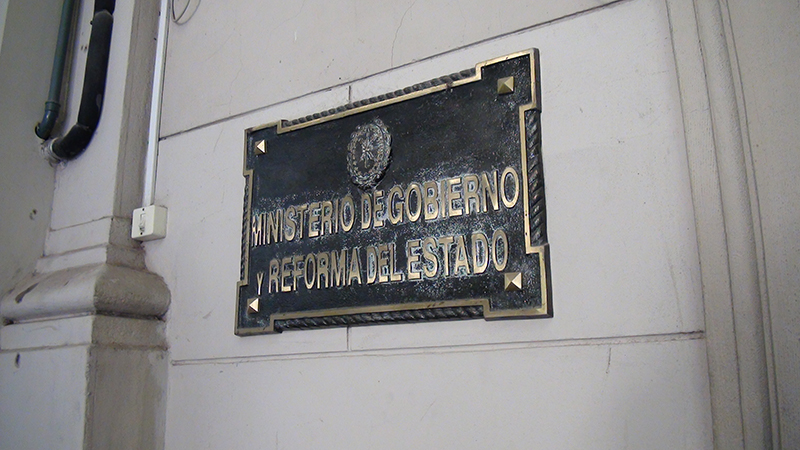 MINISTERIO DE GOBIERNO
Y REFORMA DEL ESTADO